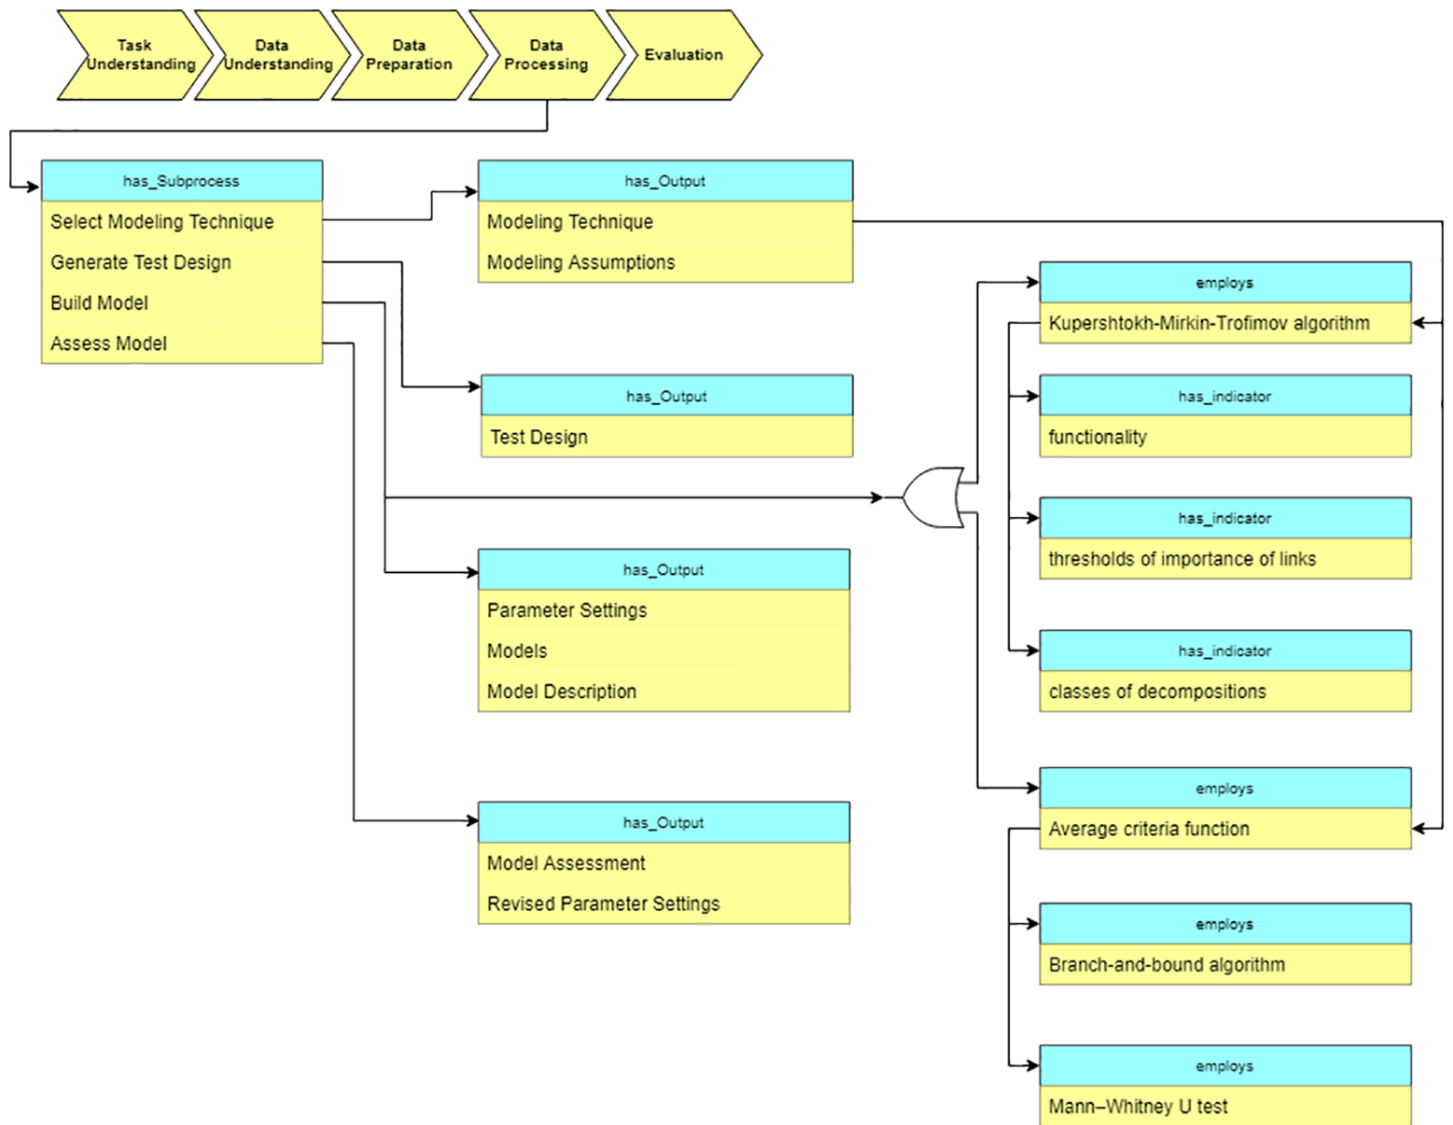 Task
Understanding
Data
Understanding
Data
Preparation
Data
Processing
Evaluation
has_Subprocess
Select Modeling Technique
Generate Test Design
Build Model
Assess Model
has_Output
Modeling Technique
Modeling Assumptions
has_Output
Test Design
has_Output
Parameter Settings
Models
Model Description
has_Output
Model Assessment
Revised Parameter Settings
employs
Kupershtokh-Mirkin-Trofimov algorithm
has_indicator
functionality
has_indicator
thresholds of importance of links
has_indicator
classes of decompositions
employs
Average criteria function
employs
Branch-and-bound algorithm
employs
Mann–Whitney U test